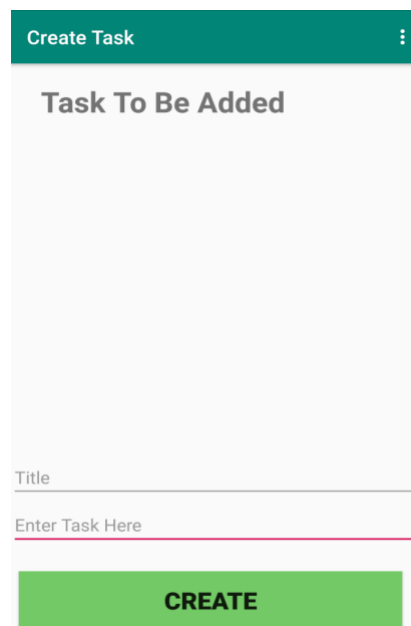 Create Task
Task To Be Added
Title
Enter Task Here
CREATE